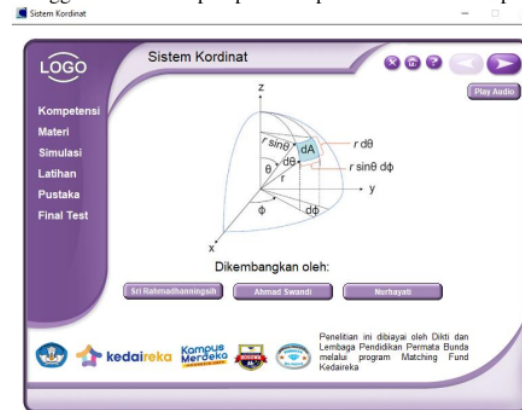 Sistem Kordinat
LOGO
Sistem Kordinat
Play Audio
Kompetensi
Materi
Simulasi
Latihan
Pustaka
Final Test
z
r sinθ
dA
r dθ
dθ
r sinθ dϕ
θ
r
y
ϕ
dϕ
x
Dikembangkan oleh:
Sri Rahmadhanningsih
Ahmad Swandi
Nurhayati
kedaireka
Kampus
Merdeka
Penelitian ini dibiayai oleh Dikti dan
Lembaga Pendidikan Permata Bunda
melalui program Matching Fund
Kedaireka